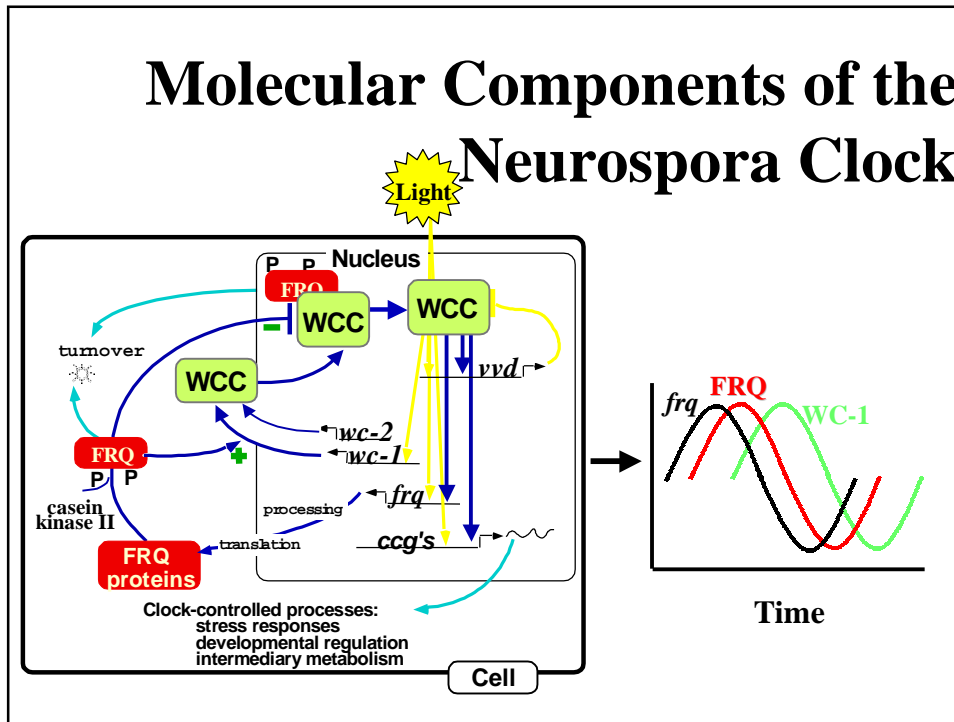 Molecular Components of the
Neurospora Clock
Light
Nucleus
P P
FRQ
WCC
WCC
-
turnover
WCC
vvd
wc-2
wc-1
+
FRQ
P P
casein
kinase II
frq
processing
translation
ccg's
FRQ
proteins
Clock-controlled processes:
stress responses
developmental regulation
intermediary metabolism
Cell
frq
FRQ
WC-1
Time